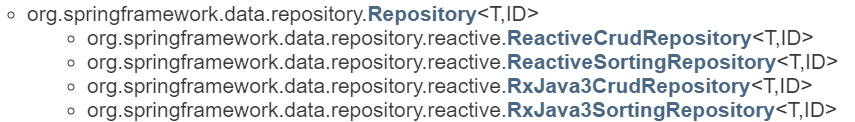 org.springframework.data.repository.Repository<T,ID>
org.springframework.data.repository.reactive.ReactiveCrudRepository<T,ID>
org.springframework.data.repository.reactive.ReactiveSortingRepository<T,ID>
org.springframework.data.repository.reactive.RxJava3CrudRepository<T,ID>
org.springframework.data.repository.reactive.RxJava3SortingRepository<T,ID>